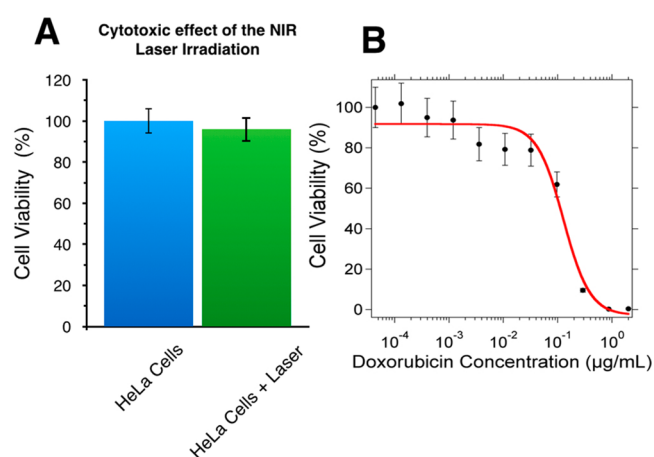 A
Cytotoxic effect of the NIR
Laser Irradiation
Cell Viability (%)
120
100
80
60
40
20
0
HeLa Cells
HeLa Cells + Laser
B
Cell Viability (%)
100
80
60
40
20
0
10⁻⁴ 10⁻³ 10⁻² 10⁻¹ 10⁰
Doxorubicin Concentration (µg/mL)